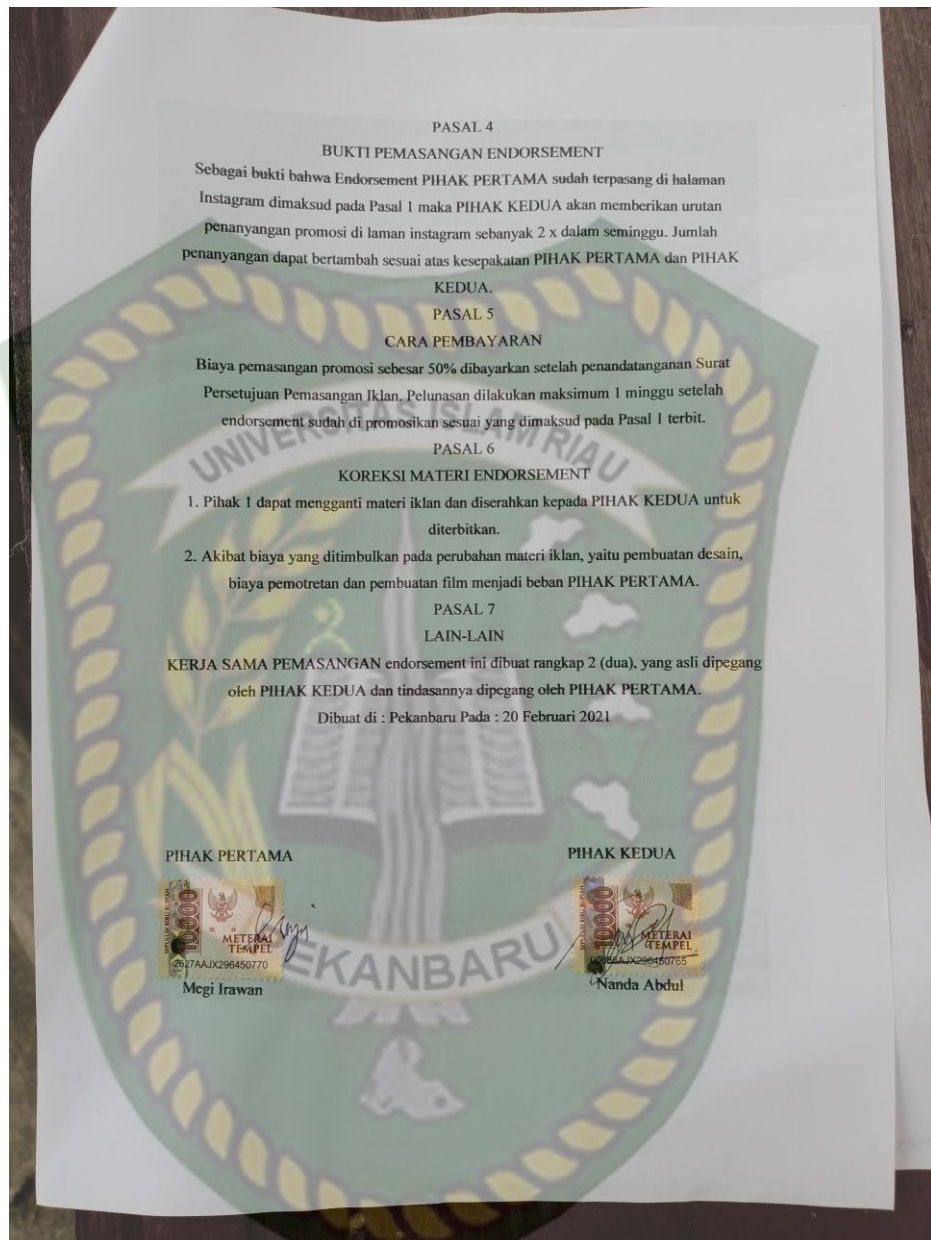 PASAL 4
BUKTI PEMASANGAN ENDORSEMENT
Sebagai bukti bahwa Endorsement PIHAK PERTAMA sudah terpasang di halaman
Instagram dimaksud pada Pasal 1 maka PIHAK KEDUA akan memberikan urutan
penanyangan promosi di laman instagram sebanyak 2 x dalam seminggu. Jumlah
penanyangan dapat bertambah sesuai atas kesepakatan PIHAK PERTAMA dan PIHAK
KEDUA.
PASAL 5
CARA PEMBAYARAN
Biaya pemasangan promosi sebesar 50% dibayarkan setelah penandatanganan Surat
Persetujuan Pemasangan Iklan. Pelunasan dilakukan maksimum 1 minggu setelah
endorsement sudah di promosikan sesuai yang dimaksud pada Pasal 1 terbit.
UNIVERSITAS ISLAM RIAU
PASAL 6
KOREKSI MATERI ENDORSEMENT
1. Pihak 1 dapat mengganti materi iklan dan diserahkan kepada PIHAK KEDUA untuk
diterbitkan.
2. Akibat biaya yang ditimbulkan pada perubahan materi iklan, yaitu pembuatan desain,
biaya pemotretan dan pembuatan film menjadi beban PIHAK PERTAMA.
PASAL 7
LAIN-LAIN
KERJA SAMA PEMASANGAN endorsement ini dibuat rangkap 2 (dua), yang asli dipegang
oleh PIHAK KEDUA dan tindasannya dipegang oleh PIHAK PERTAMA.
Dibuat di : Pekanbaru Pada : 20 Februari 2021
PIHAK PERTAMA
PIHAK KEDUA
10000
METERAI
TEMPEL
2627AAJX296450770
10000
METERAI
TEMPEL
PEKANBARU
Megi Irawan
Nanda Abdul